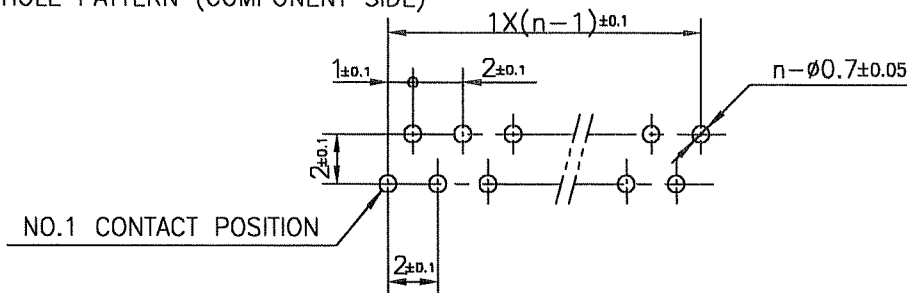 HOLE PATTERN (COMPONENT SIDE)
1X(n-1)±0.1
1±0.1
2±0.1
n-Ø0.7±0.05
2±0.1
NO.1 CONTACT POSITION
2±0.1